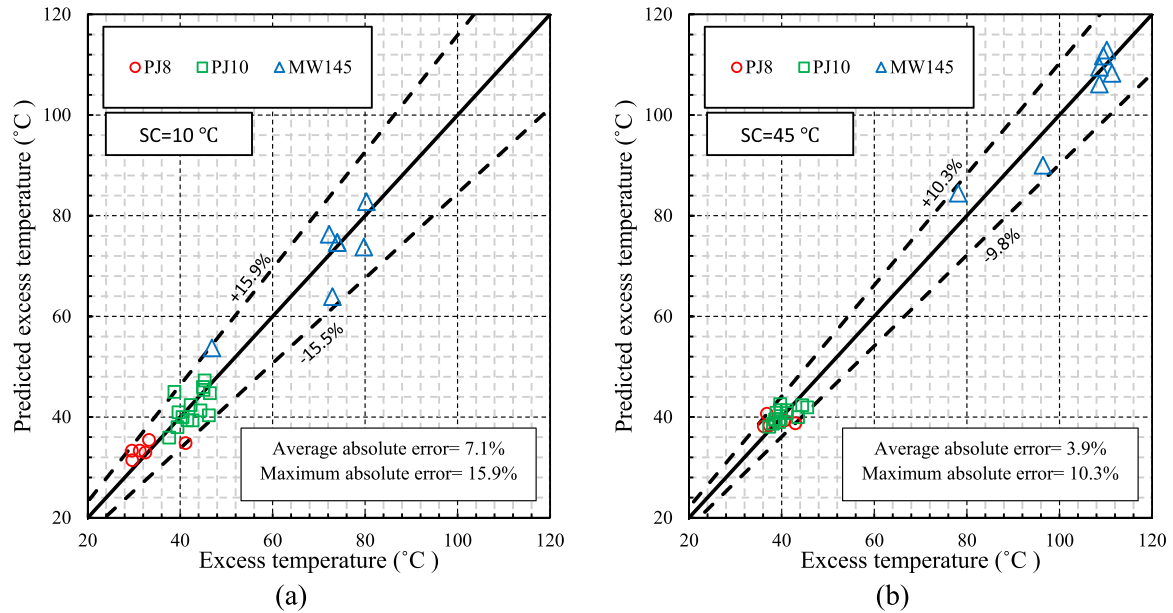 120
100
80
60
40
20
Predicted excess temperature (˚C )
PJ8 PJ10 MW145
SC=10 °C
+15.9%
-15.5%
Average absolute error= 7.1%
Maximum absolute error= 15.9%
20 40 60 80 100 120
Excess temperature (˚C )
(a)
120
100
80
60
40
20
Predicted excess temperature (˚C )
PJ8 PJ10 MW145
SC=45 °C
+10.3%
-9.8%
Average absolute error= 3.9%
Maximum absolute error= 10.3%
20 40 60 80 100 120
Excess temperature (˚C )
(b)